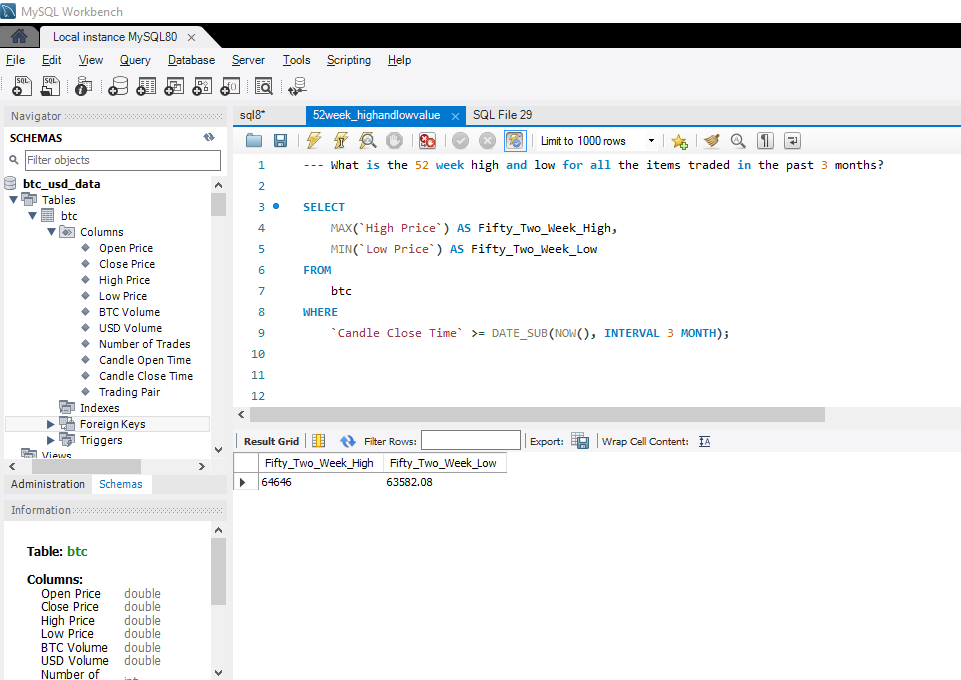 MySQL Workbench
Local instance MySQL80
File Edit View Query Database Server Tools Scripting Help
Navigator
SCHEMAS
Filter objects
btc_usd_data
Tables
btc
Columns
Open Price
Close Price
High Price
Low Price
BTC Volume
USD Volume
Number of Trades
Candle Open Time
Candle Close Time
Trading Pair
Indexes
Foreign Keys
Triggers
Views
Administration Schemas
Information
Table: btc
Columns:
Open Price double
Close Price double
High Price double
Low Price double
BTC Volume double
USD Volume double
Number of
sql8* 52week_highandlowvalue SQL File 29
Limit to 1000 rows
1 --- What is the 52 week high and low for all the items traded in the past 3 months?
2
3 SELECT
4 MAX(`High Price`) AS Fifty_Two_Week_High,
5 MIN(`Low Price`) AS Fifty_Two_Week_Low
6 FROM
7 btc
8 WHERE
9 `Candle Close Time` >= DATE_SUB(NOW(), INTERVAL 3 MONTH);
10
11
12
Result Grid Filter Rows: Export: Wrap Cell Content:
Fifty_Two_Week_High Fifty_Two_Week_Low
64646 63582.08